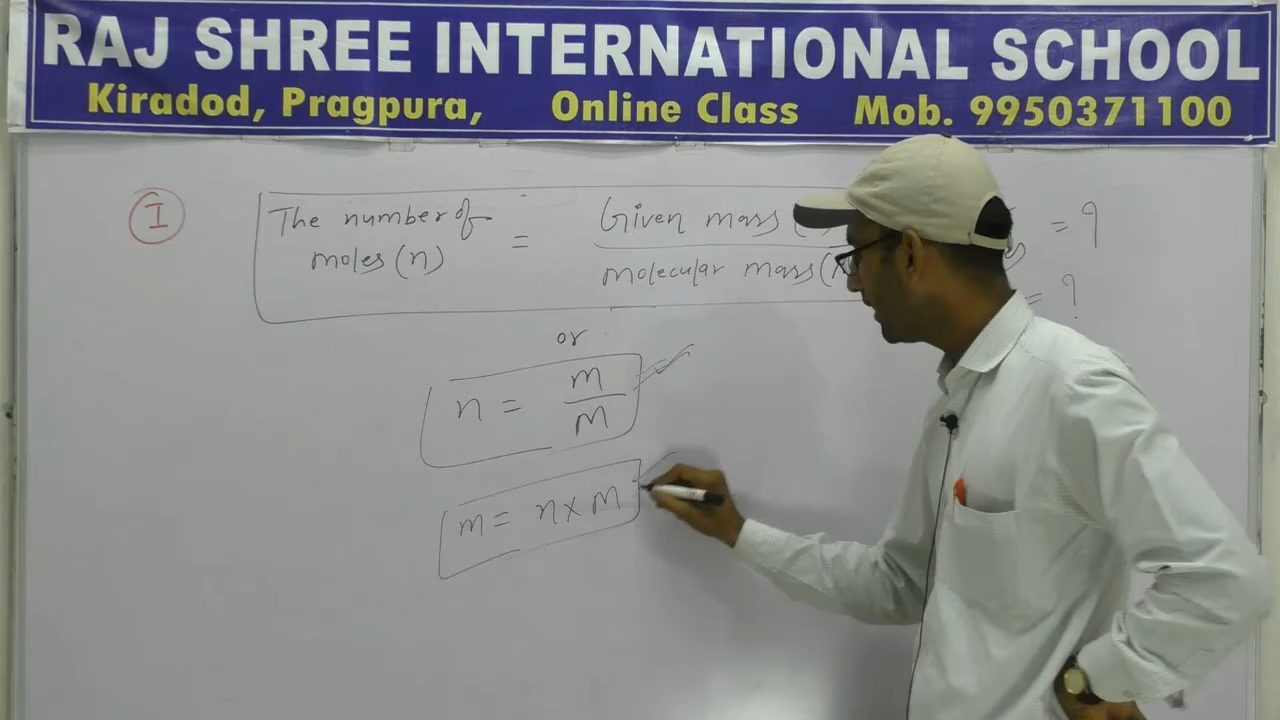 RAJ SHREE INTERNATIONAL SCHOOL
Kiradod, Pragpura, Online Class Mob. 9950371100
I
The number of
moles (n) =
Given mass
molecular mass
= ?
= ?
or
n = m / M
m = n × M